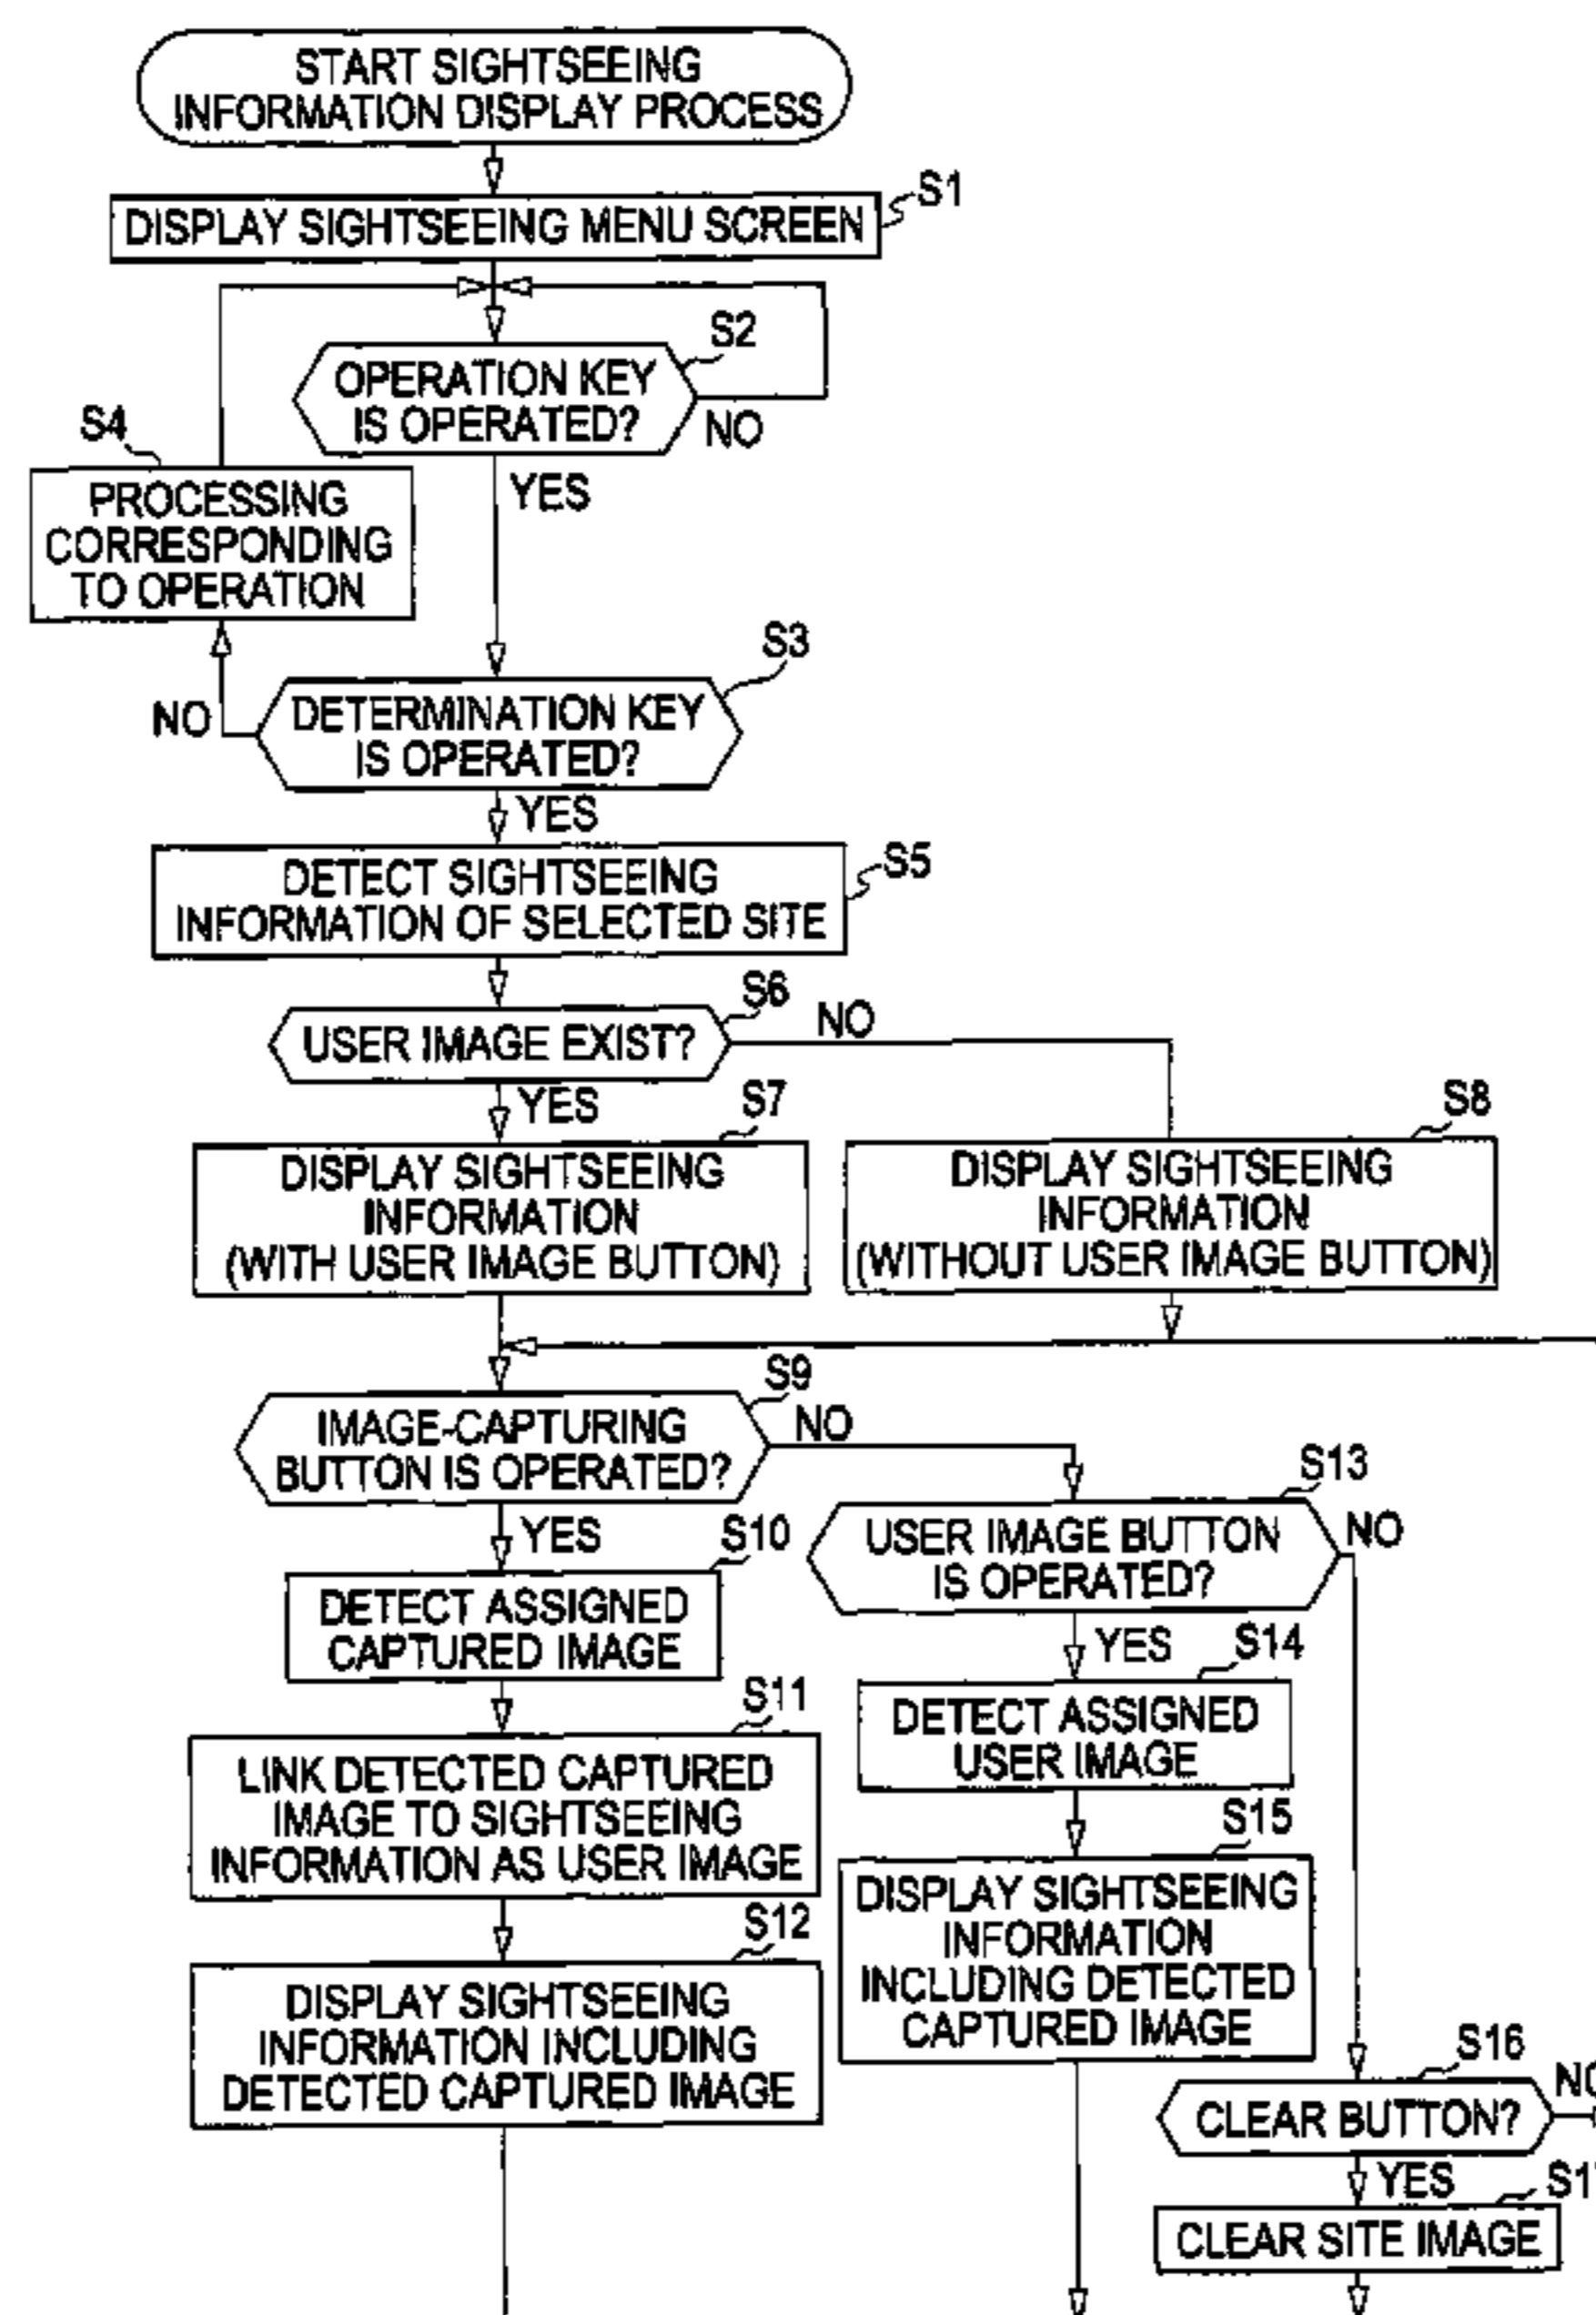 START SIGHTSEEING
INFORMATION DISPLAY PROCESS
S1
DISPLAY SIGHTSEEING MENU SCREEN
S2
OPERATION KEY
IS OPERATED?
NO
YES
S4
PROCESSING
CORRESPONDING
TO OPERATION
S3
NO
DETERMINATION KEY
IS OPERATED?
YES
S5
DETECT SIGHTSEEING
INFORMATION OF SELECTED SITE
S6
USER IMAGE EXIST?
NO
YES
S7
DISPLAY SIGHTSEEING
INFORMATION
(WITH USER IMAGE BUTTON)
S8
DISPLAY SIGHTSEEING
INFORMATION
(WITHOUT USER IMAGE BUTTON)
S9
IMAGE-CAPTURING
BUTTON IS OPERATED?
NO
YES
S10
DETECT ASSIGNED
CAPTURED IMAGE
S11
LINK DETECTED CAPTURED
IMAGE TO SIGHTSEEING
INFORMATION AS USER IMAGE
S12
DISPLAY SIGHTSEEING
INFORMATION INCLUDING
DETECTED CAPTURED IMAGE
S13
USER IMAGE BUTTON
IS OPERATED?
NO
YES
S14
DETECT ASSIGNED
USER IMAGE
S15
DISPLAY SIGHTSEEING
INFORMATION
INCLUDING DETECTED
CAPTURED IMAGE
S16
CLEAR BUTTON?
NO
YES
CLEAR SITE IMAGE